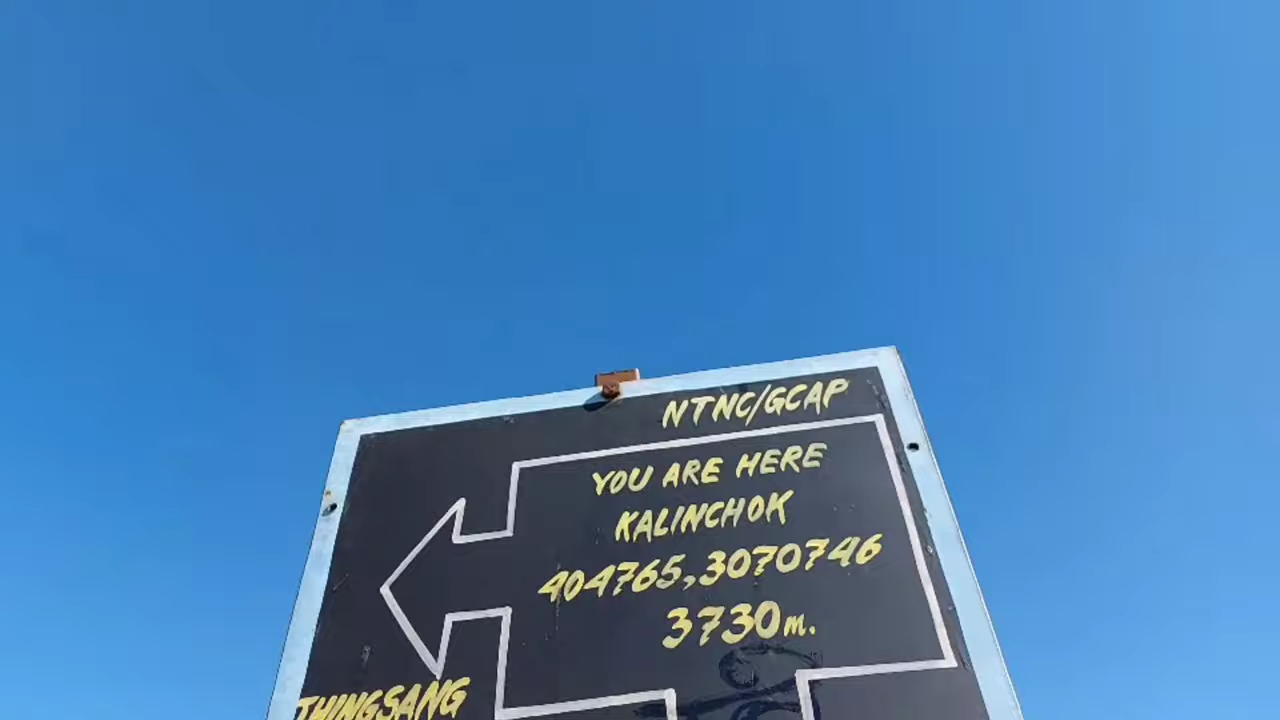 NTNC/GCAP
YOU ARE HERE
KALINCHOK
404765,3070746
3730m.
THINGSANG